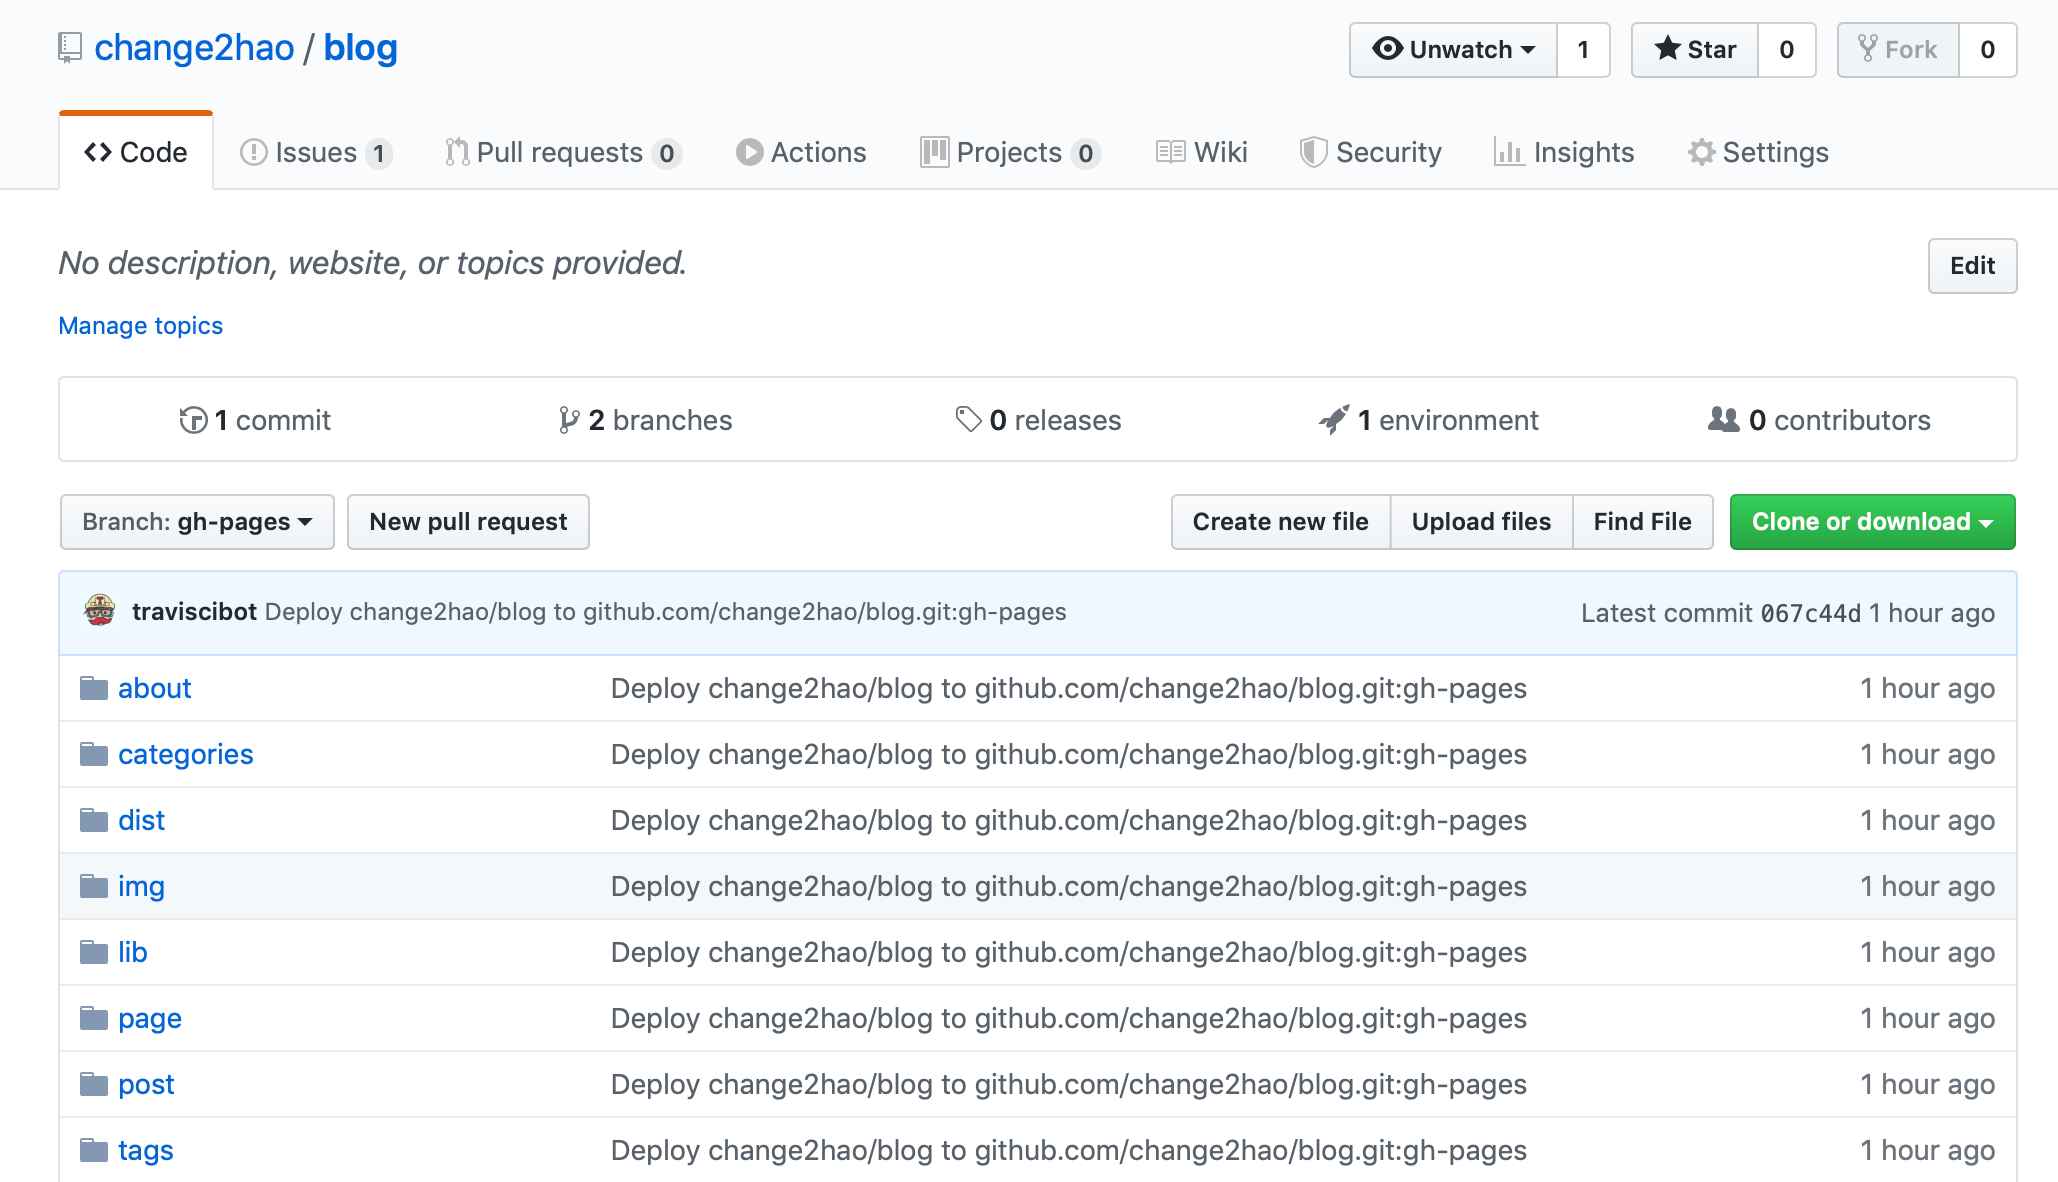 change2hao / blog
Unwatch 1 Star 0 Fork 0
Code Issues 1 Pull requests 0 Actions Projects 0 Wiki Security Insights Settings
No description, website, or topics provided.
Edit
Manage topics
1 commit 2 branches 0 releases 1 environment 0 contributors
Branch: gh-pages New pull request Create new file Upload files Find File Clone or download
traviscibot Deploy change2hao/blog to github.com/change2hao/blog.git:gh-pages Latest commit 067c44d 1 hour ago
about Deploy change2hao/blog to github.com/change2hao/blog.git:gh-pages 1 hour ago
categories Deploy change2hao/blog to github.com/change2hao/blog.git:gh-pages 1 hour ago
dist Deploy change2hao/blog to github.com/change2hao/blog.git:gh-pages 1 hour ago
img Deploy change2hao/blog to github.com/change2hao/blog.git:gh-pages 1 hour ago
lib Deploy change2hao/blog to github.com/change2hao/blog.git:gh-pages 1 hour ago
page Deploy change2hao/blog to github.com/change2hao/blog.git:gh-pages 1 hour ago
post Deploy change2hao/blog to github.com/change2hao/blog.git:gh-pages 1 hour ago
tags Deploy change2hao/blog to github.com/change2hao/blog.git:gh-pages 1 hour ago